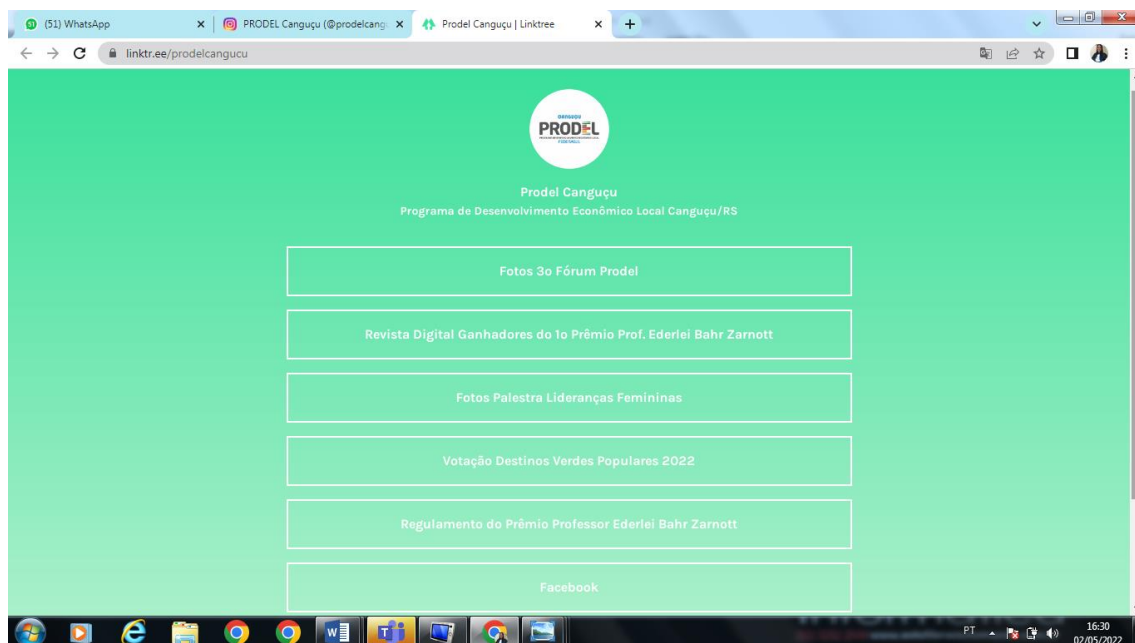 (51) WhatsApp
PRODEL Canguçu (@prodelcangu
Prodel Canguçu | Linktree
linktr.ee/prodelcangucu
CANGUÇU
PRODEL
Prodel Canguçu
Programa de Desenvolvimento Econômico Local Canguçu/RS
Fotos 3o Fórum Prodel
Revista Digital Ganhadores do 1o Prêmio Prof. Ederlei Bahr Zarnott
Fotos Palestra Lideranças Femininas
Votação Destinos Verdes Populares 2022
Regulamento do Prêmio Professor Ederlei Bahr Zarnott
Facebook
PT
16:30
02/05/2022